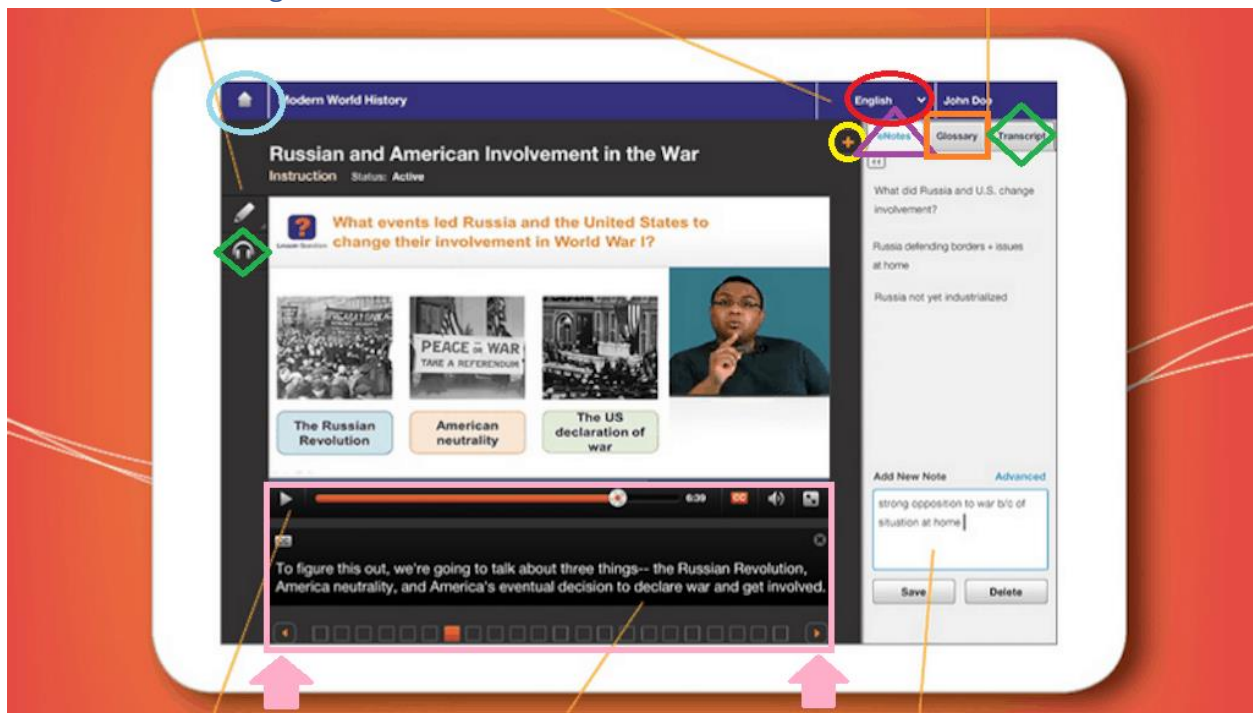 Modern World History
English
John Doe
Russian and American Involvement in the War
Instruction Status: Active
eNotes
Glossary
Transcript
?
Lesson Question
What events led Russia and the United States to
change their involvement in World War I?
PEACE OR WAR
TAKE A REFERENDUM
The Russian
Revolution
American
neutrality
The US
declaration of
war
What did Russia and U.S. change
involvement?
Russia defending borders + issues
at home
Russia not yet industrialized
6:39
CC
CC
To figure this out, we're going to talk about three things-- the Russian Revolution,
America neutrality, and America's eventual decision to declare war and get involved.
Add New Note
Advanced
strong opposition to war b/c of
situation at home
Save
Delete